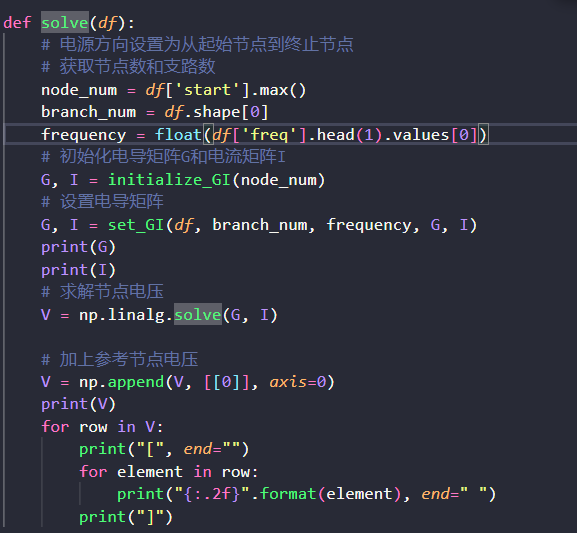 def solve(df):
    # 电源方向设置为从起始节点到终止节点
    # 获取节点数和支路数
    node_num = df['start'].max()
    branch_num = df.shape[0]
    frequency = float(df['freq'].head(1).values[0])
    # 初始化电导矩阵G和电流矩阵I
    G, I = initialize_GI(node_num)
    # 设置电导矩阵
    G, I = set_GI(df, branch_num, frequency, G, I)
    print(G)
    print(I)
    # 求解节点电压
    V = np.linalg.solve(G, I)

    # 加上参考节点电压
    V = np.append(V, [[0]], axis=0)
    print(V)
    for row in V:
        print("[", end="")
        for element in row:
            print("{:.2f}".format(element), end=" ")
        print("]")